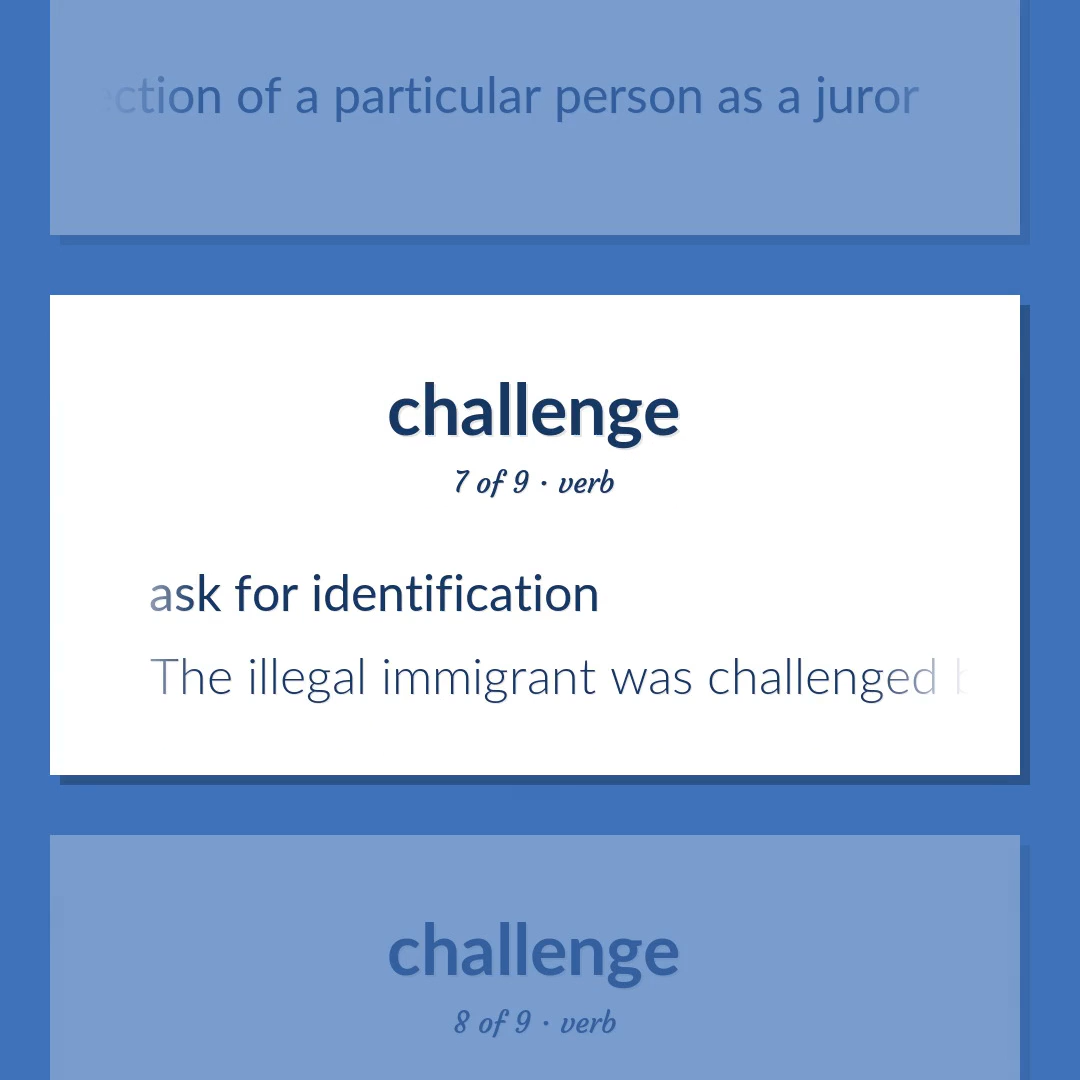 ction of a particular person as a juror
challenge
7 of 9 · verb
ask for identification
The illegal immigrant was challenged
challenge
8 of 9 · verb